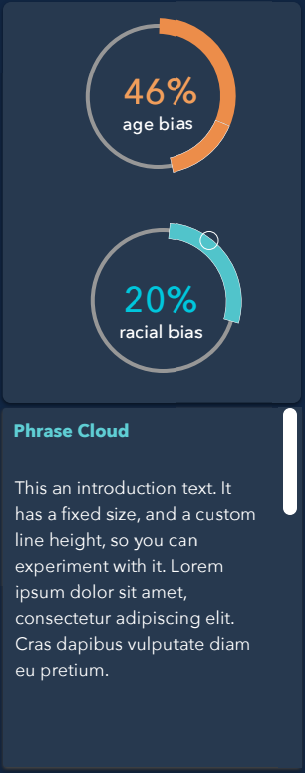 46%
age bias
20%
racial bias
Phrase Cloud
This an introduction text. It
has a fixed size, and a custom
line height, so you can
experiment with it. Lorem
ipsum dolor sit amet,
consectetur adipiscing elit.
Cras dapibus vulputate diam
eu pretium.